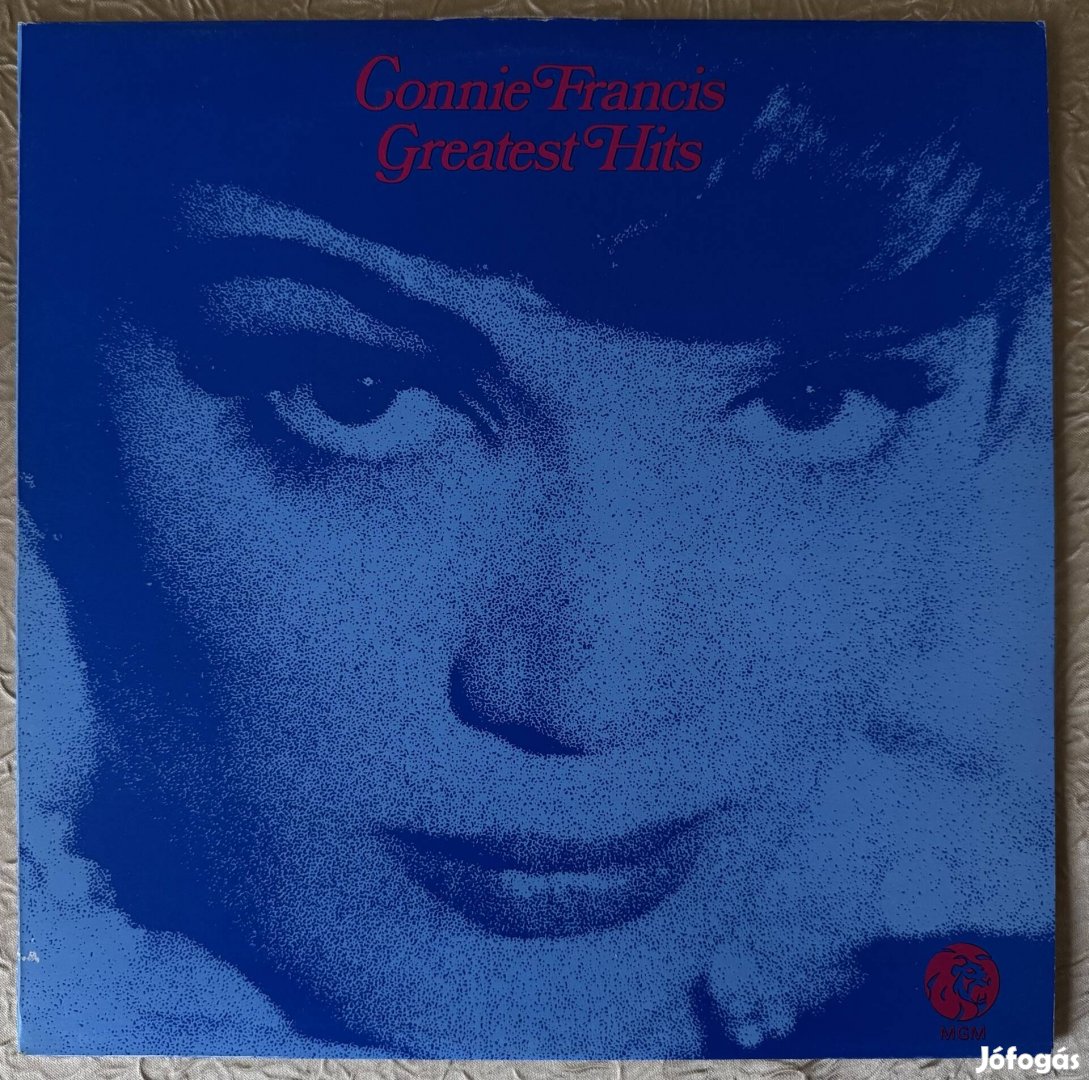 Connie Francis
Greatest Hits
MGM
Jófogás